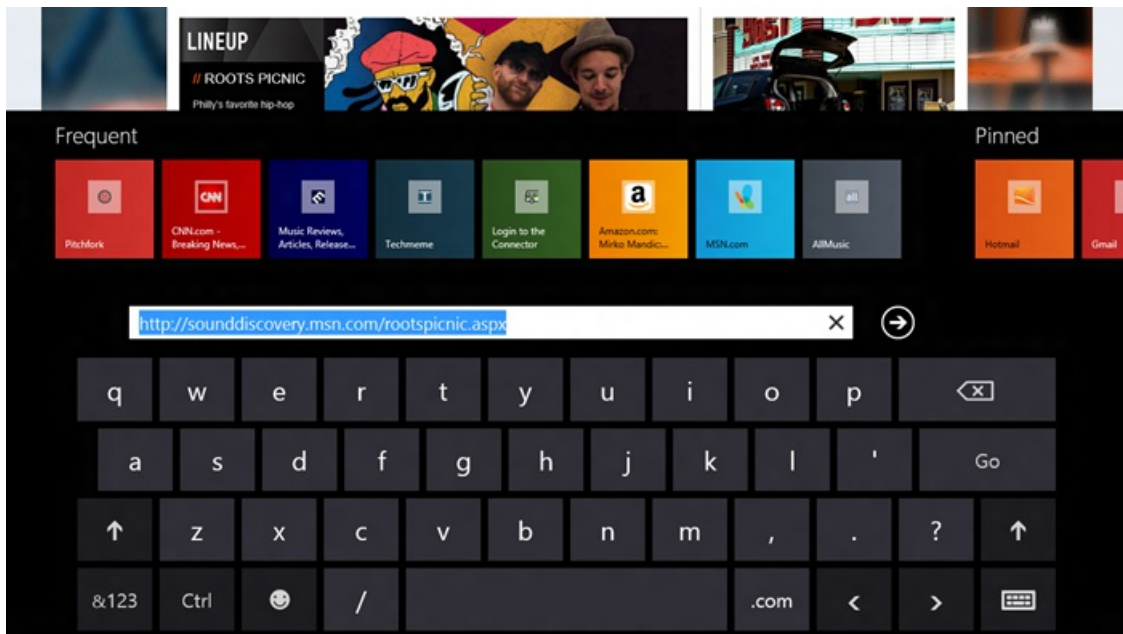 LINEUP
// ROOTS PICNIC
Philly's favorite hip-hop
Frequent
Pinned
Pitchfork
CNN
CNN.com -
Breaking News,...
Music Reviews,
Articles, Release...
Techmeme
Login to the
Connector
a
Amazon.com:
Mirko Mandic:...
MSN.com
all
AllMusic
Hotmail
Gmail
http://sounddiscovery.msn.com/rootspicnic.aspx
q w e r t y u i o p
a s d f g h j k l ' Go
z x c v b n m , . ?
&123 Ctrl / .com < >